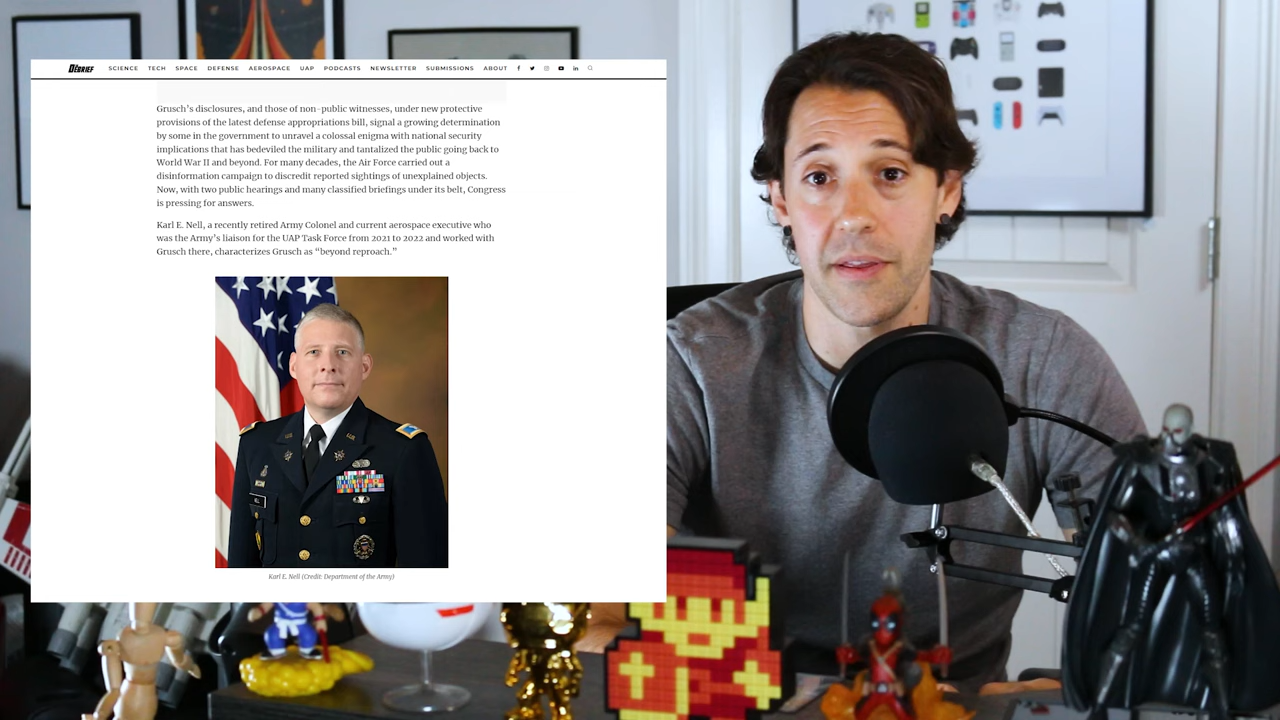 The DEBRIEF
SCIENCE TECH SPACE DEFENSE AEROSPACE UAP PODCASTS NEWSLETTER SUBMISSIONS ABOUT
Grusch’s disclosures, and those of non-public witnesses, under new protective
provisions of the latest defense appropriations bill, signal a growing determination
by some in the government to unravel a colossal enigma with national security
implications that has bedeviled the military and tantalized the public going back to
World War II and beyond. For many decades, the Air Force carried out a
disinformation campaign to discredit reported sightings of unexplained objects.
Now, with two public hearings and many classified briefings under its belt, Congress
is pressing for answers.
Karl E. Nell, a recently retired Army Colonel and current aerospace executive who
was the Army’s liaison for the UAP Task Force from 2021 to 2022 and worked with
Grusch there, characterizes Grusch as “beyond reproach.”
Karl E. Nell (Credit: Department of the Army)